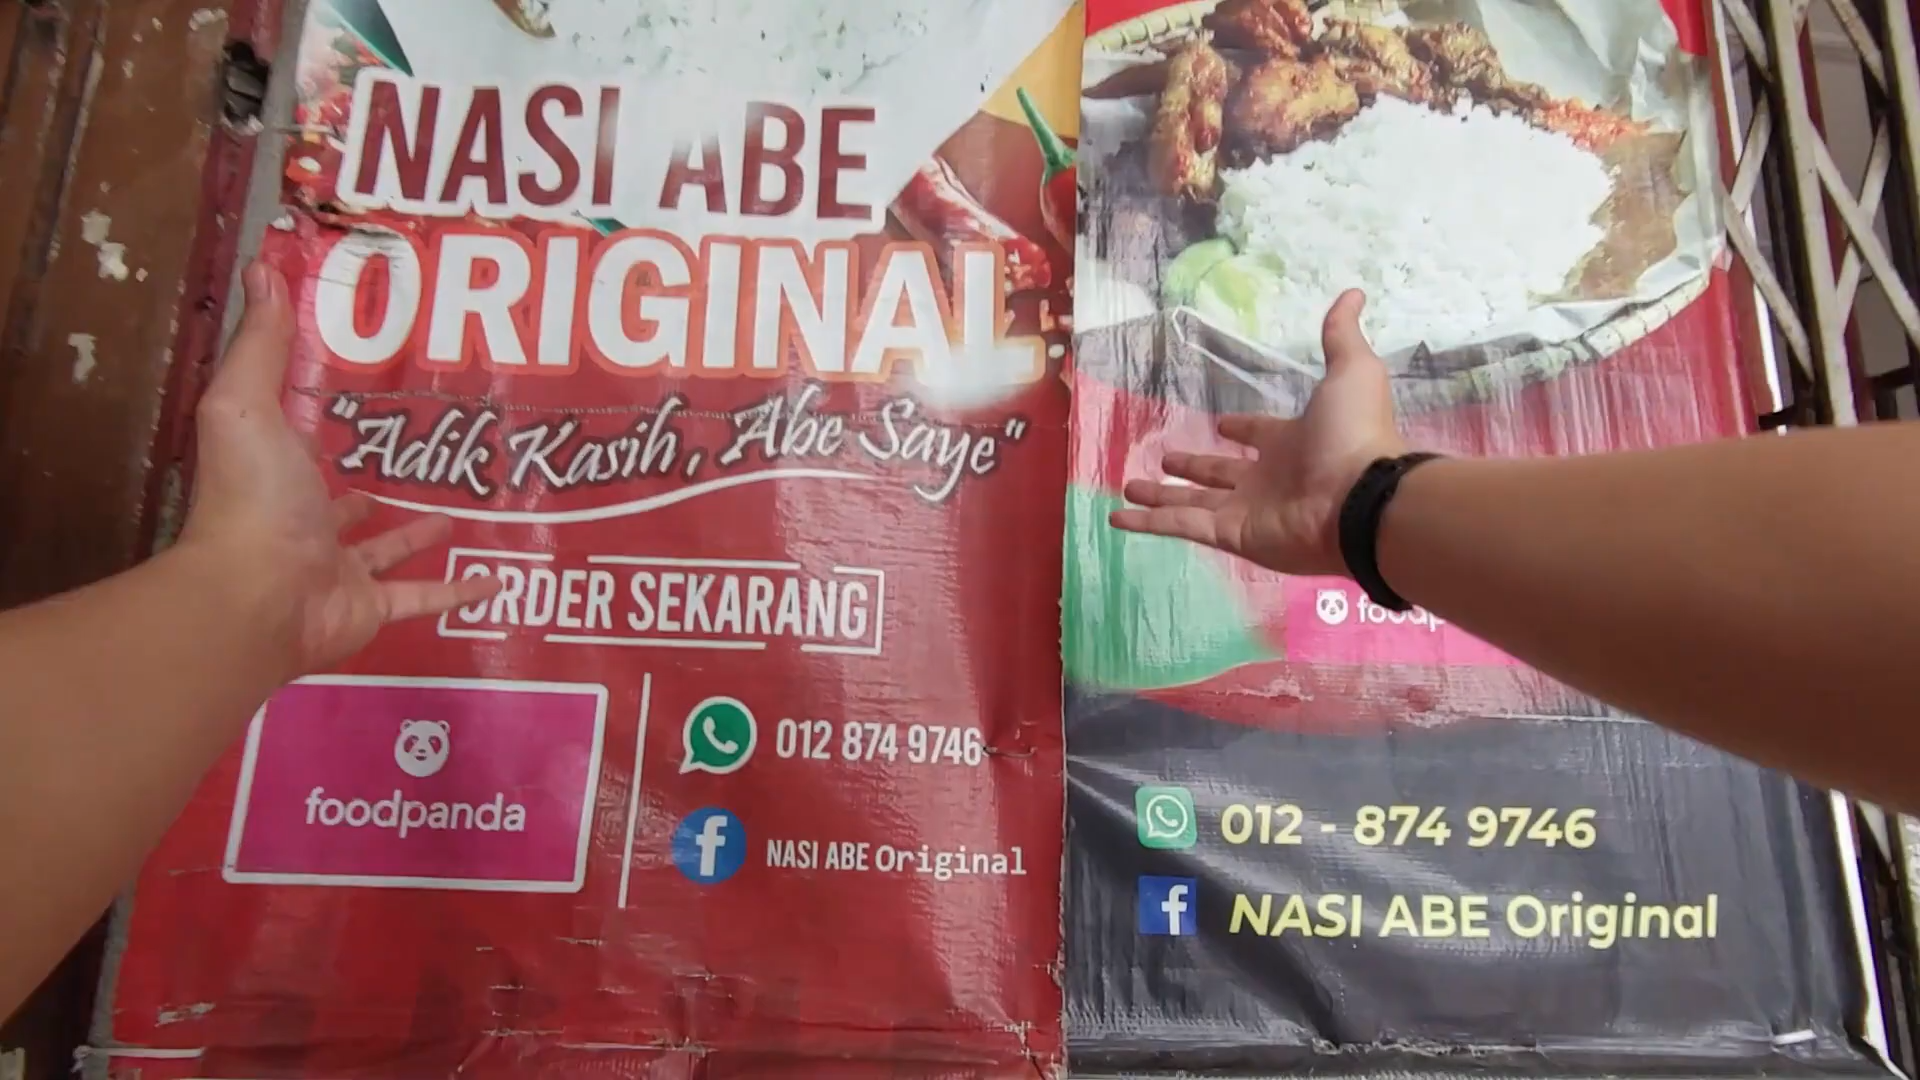 NASI ABE
ORIGINAL
"Adik Kasih, Abe Saye"
ORDER SEKARANG
foodpanda
012 874 9746
NASI ABE Original
012 - 874 9746
NASI ABE Original